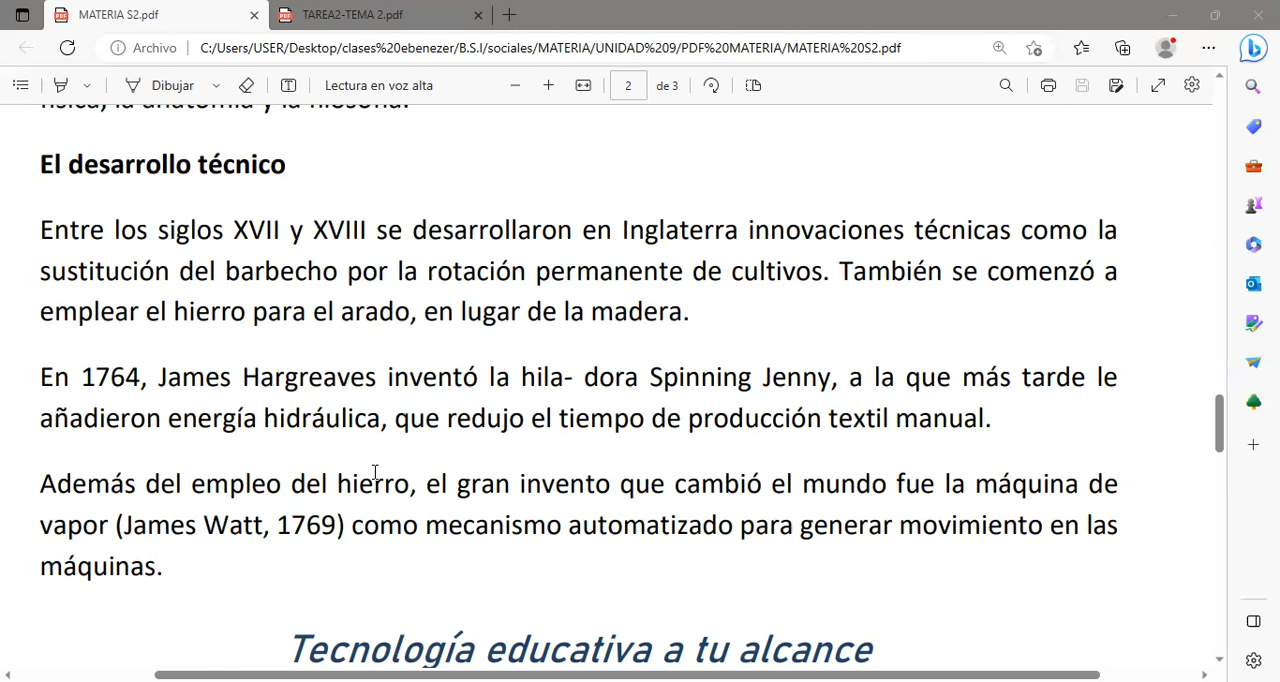 MATERIA S2.pdf
TAREA2-TEMA 2.pdf
Archivo
C:/Users/USER/Desktop/clases%20ebenezer/B.S.I/sociales/MATERIA/UNIDAD%209/PDF%20MATERIA/MATERIA%20S2.pdf
Dibujar
Lectura en voz alta
2
de 3
física, la anatomía y la filosofía.
El desarrollo técnico
Entre los siglos XVII y XVIII se desarrollaron en Inglaterra innovaciones técnicas como la
sustitución del barbecho por la rotación permanente de cultivos. También se comenzó a
emplear el hierro para el arado, en lugar de la madera.
En 1764, James Hargreaves inventó la hila- dora Spinning Jenny, a la que más tarde le
añadieron energía hidráulica, que redujo el tiempo de producción textil manual.
Además del empleo del hierro, el gran invento que cambió el mundo fue la máquina de
vapor (James Watt, 1769) como mecanismo automatizado para generar movimiento en las
máquinas.
Tecnología educativa a tu alcance